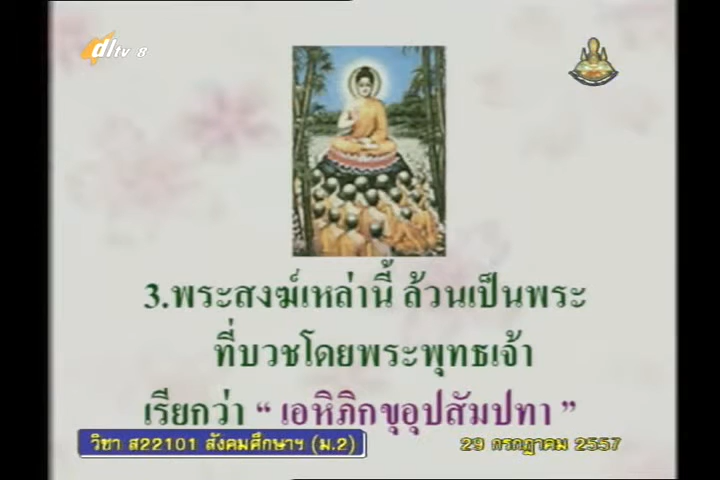 dltv 8
3.พระสงฆ์เหล่านี้ ล้วนเป็นพระ
ที่บวชโดยพระพุทธเจ้า
เรียกว่า “ เอหิภิกขุอุปสัมปทา ”
วิชา ส22101 สังคมศึกษาฯ (ม.2)
29 กรกฎาคม 2557